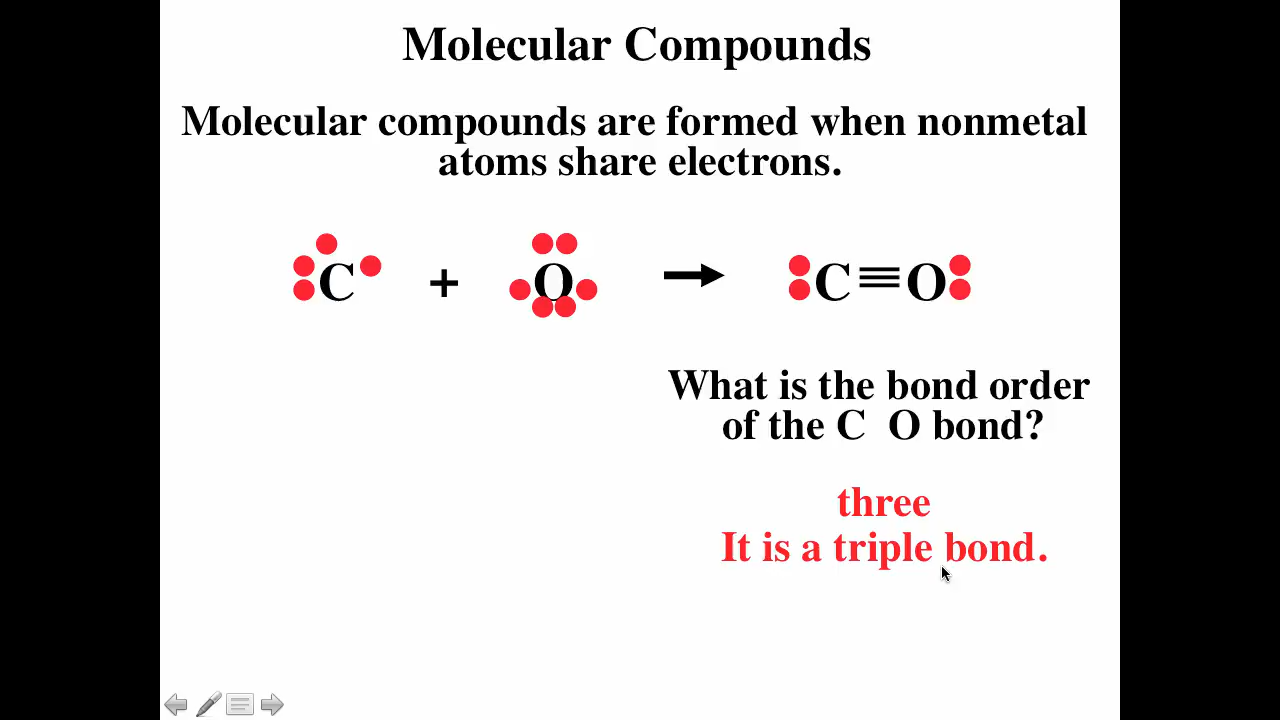 Molecular Compounds
Molecular compounds are formed when nonmetal
atoms share electrons.
C + O → C≡O
What is the bond order
of the C  O bond?
three
It is a triple bond.